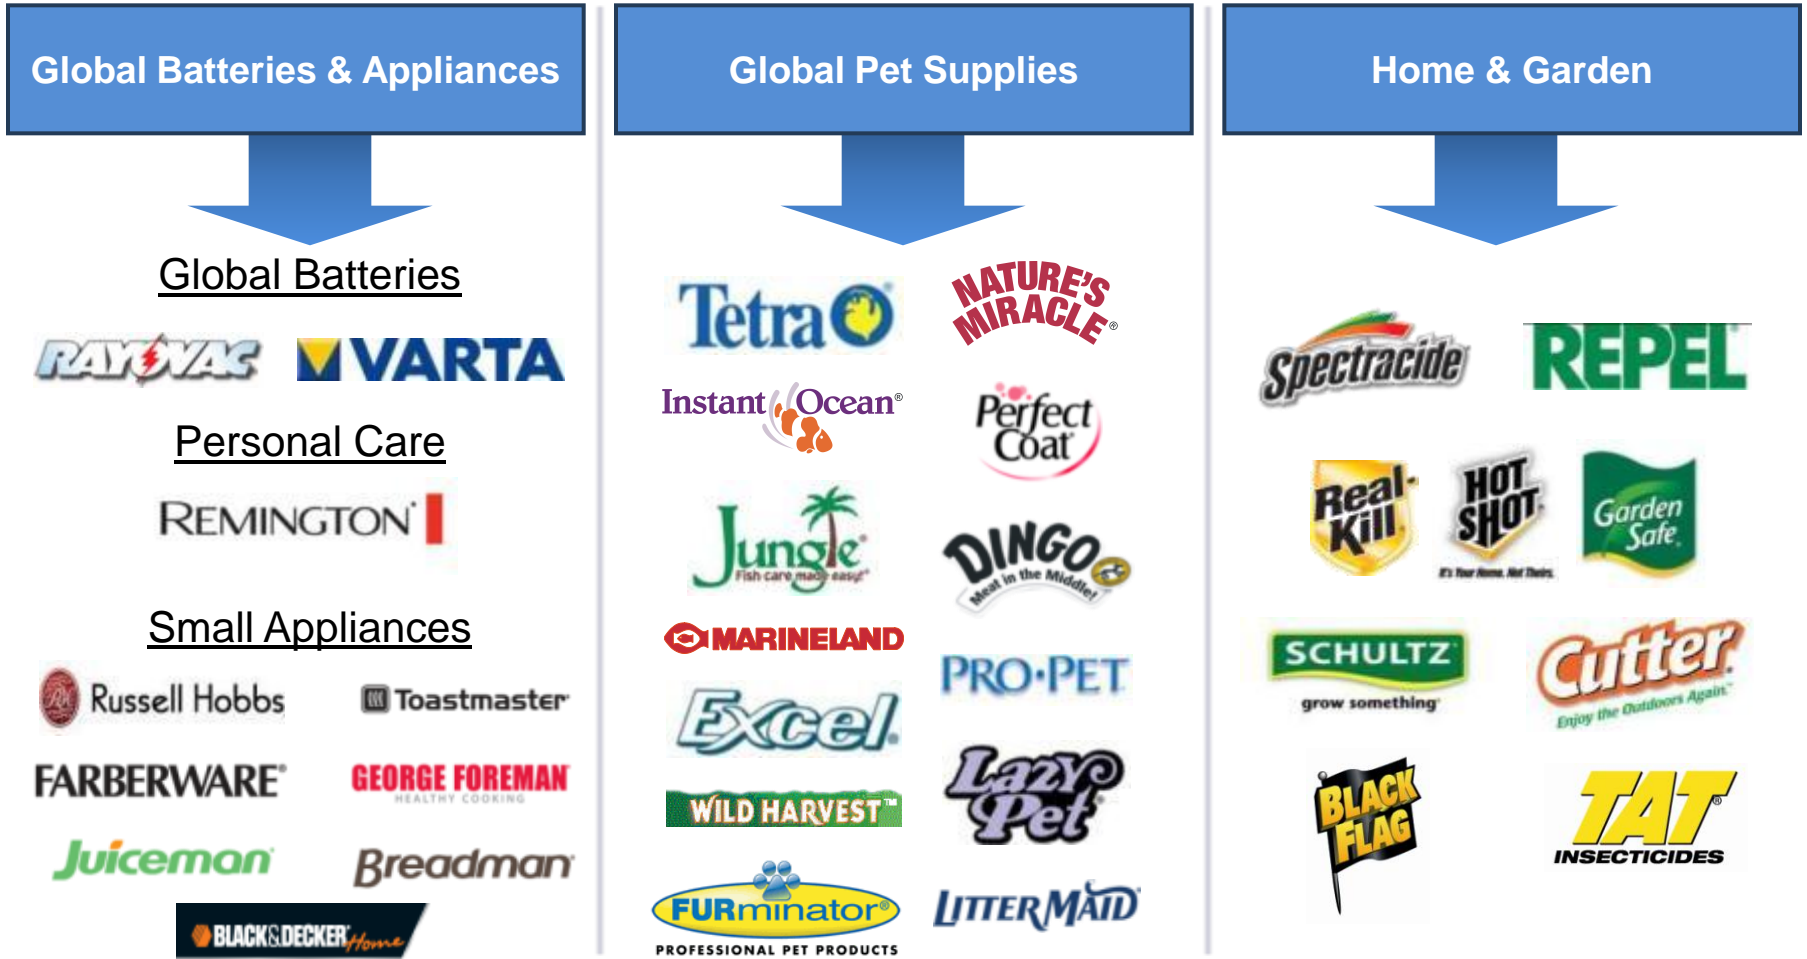 Global Batteries & Appliances
Global Batteries
RAYOVAC
VARTA
Personal Care
REMINGTON
Small Appliances
Russell Hobbs
Toastmaster
FARBERWARE®
GEORGE FOREMAN
HEALTHY COOKING
Juiceman
Breadman
BLACK&DECKER Home
Global Pet Supplies
Tetra
NATURE'S
MIRACLE®
Instant Ocean®
Perfect
Coat
Jungle
Fish care made easy!
DINGO
Meat in the Middle!
MARINELAND
PRO·PET
Excel
Lazy
Pet
WILD HARVEST™
FURminator®
PROFESSIONAL PET PRODUCTS
LITTERMAID
Home & Garden
Spectracide
REPEL
Real-
Kill
HOT
SHOT
It's Your Home. Not Theirs.
Garden
Safe
SCHULTZ
grow something
Cutter
Enjoy the Outdoors Again.
BLACK
FLAG
TAT®
INSECTICIDES